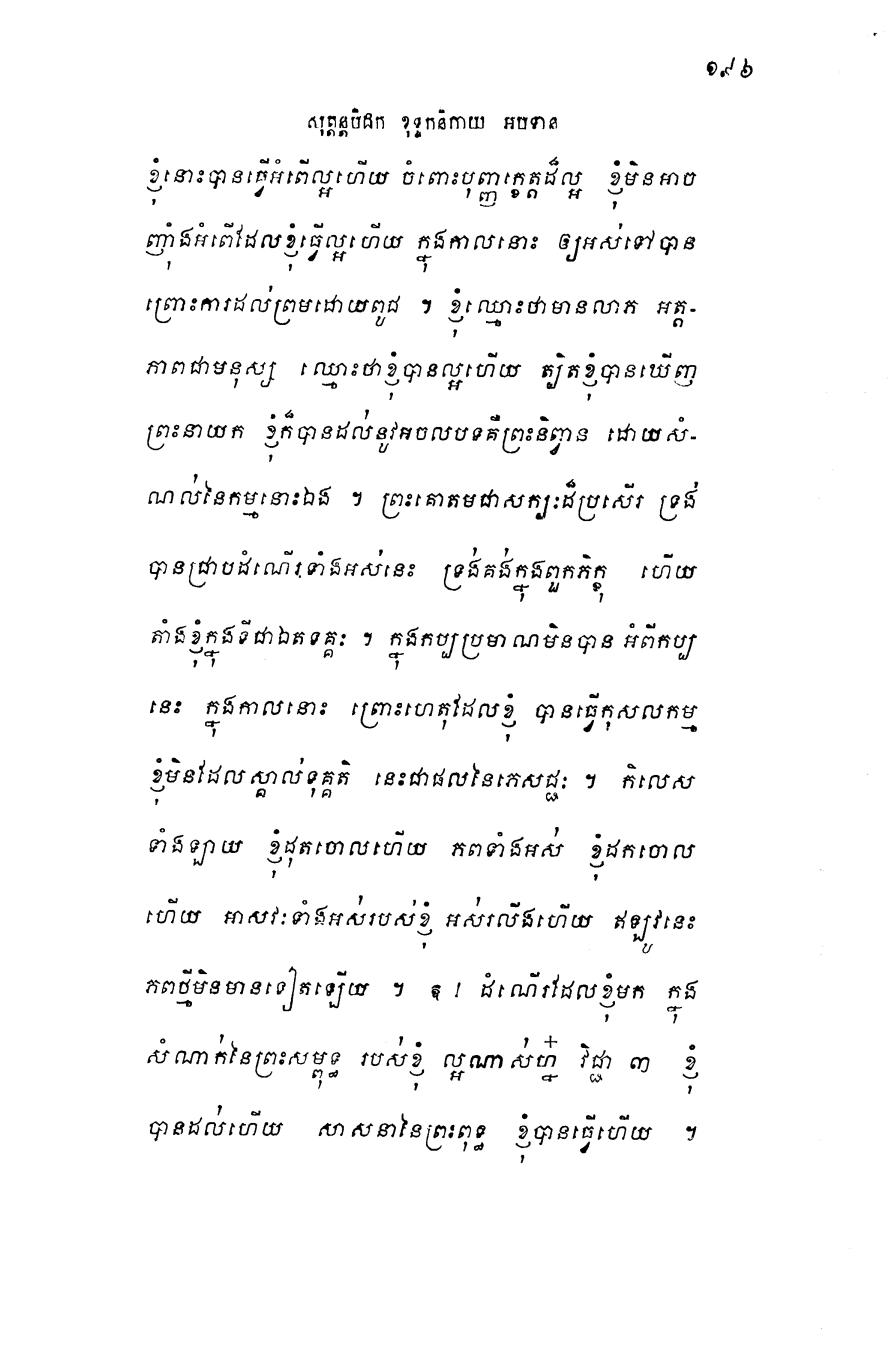 ១៩៦
សុត្តន្តបិដក ខុទ្ទកនិកាយ អបទាន
ខ្ញុំនោះបានធ្វើអំពើល្អហើយ ចំពោះបុញ្ញក្ខេត្តដ៏ល្អ ខ្ញុំមិនអាច
ញ៉ាំងអំពើដែលខ្ញុំធ្វើល្អហើយ ក្នុងកាលនោះ ឲ្យអស់ទៅបាន
ព្រោះការដល់ព្រមដោយពូជ ។ ខ្ញុំឈ្មោះថាមានលាភ អត្ត-
ភាពជាមនុស្ស ឈ្មោះថាខ្ញុំបានល្អហើយ ត្បិតខ្ញុំបានឃើញ
ព្រះនាយក ខ្ញុំក៏បានដល់នូវអចលបទគឺព្រះនិព្វាន ដោយសំ-
ណល់នៃកម្មនោះឯង ។ ព្រះគោតមជាសក្យៈដ៏ប្រសើរ ទ្រង់
បានជ្រាបដំណើរទាំងអស់នេះ ទ្រង់គង់ក្នុងពួកភិក្ខុ ហើយ
តាំងខ្ញុំក្នុងទីជាឯតទគ្គៈ ។ ក្នុងកប្បប្រមាណមិនបាន អំពីកប្ប
នេះ ក្នុងកាលនោះ ព្រោះហេតុដែលខ្ញុំ បានធ្វើកុសលកម្ម
ខ្ញុំមិនដែលស្គាល់ទុគ្គតិ នេះជាផលនៃភេសជ្ជៈ ។ កិលេស
ទាំងឡាយ ខ្ញុំដុតចោលហើយ ភពទាំងអស់ ខ្ញុំដកចោល
ហើយ អាសវៈទាំងអស់របស់ខ្ញុំ អស់រលីងហើយ ឥឡូវនេះ
ភពថ្មីមិនមានទៀតឡើយ ។ ឱ ! ដំណើរដែលខ្ញុំមក ក្នុង
សំណាក់នៃព្រះសម្ពុទ្ធ របស់ខ្ញុំ ល្អណាស់ហ្ន៎ វិជ្ជា ៣ ខ្ញុំ
បានដល់ហើយ សាសនានៃព្រះពុទ្ធ ខ្ញុំបានធ្វើហើយ ។